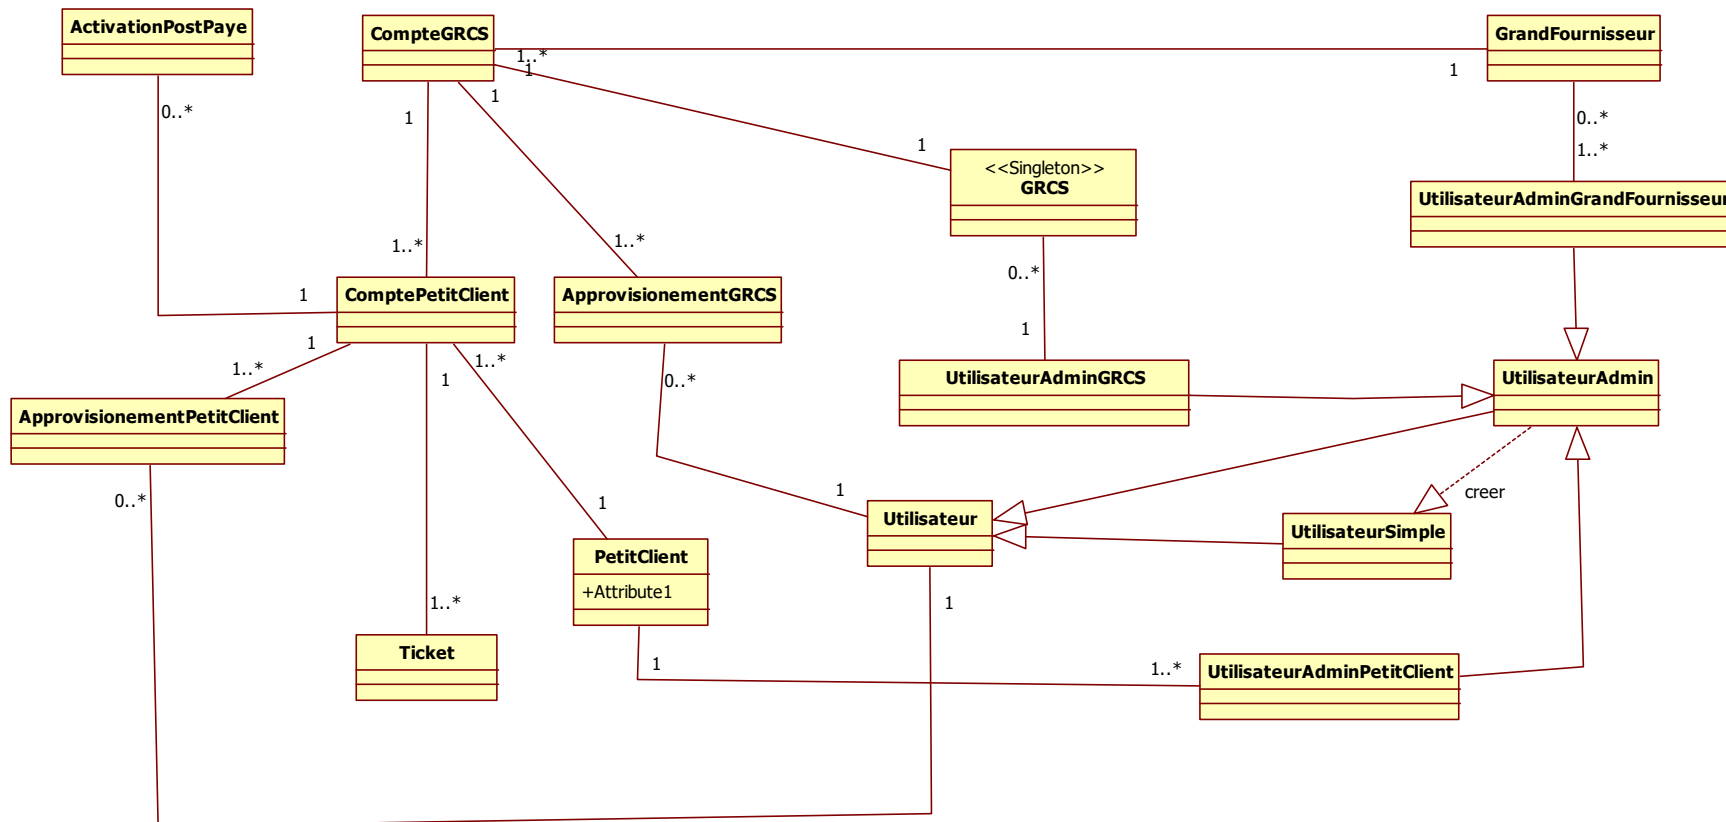 ActivationPostPaye
CompteGRCS
GrandFournisseur
1..*
1
1
0..*
1
1
0..*
1
1..*
<<Singleton>>
GRCS
UtilisateurAdminGrandFournisseur
1..*
1..*
0..*
1
ComptePetitClient
ApprovisionementGRCS
1
1
1..*
1..*
0..*
1
UtilisateurAdminGRCS
UtilisateurAdmin
ApprovisionementPetitClient
0..*
1
1
creer
Utilisateur
UtilisateurSimple
PetitClient
+Attribute1
1..*
1
Ticket
1
1..*
UtilisateurAdminPetitClient